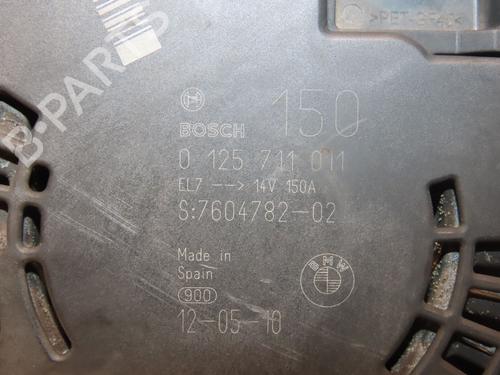 B-PARTS
>PET-GF40<
BOSCH 150
0 125 711 011
EL7 --> 14V 150A
S:7604782-02
Made in
Spain
BMW
900
12-05-10